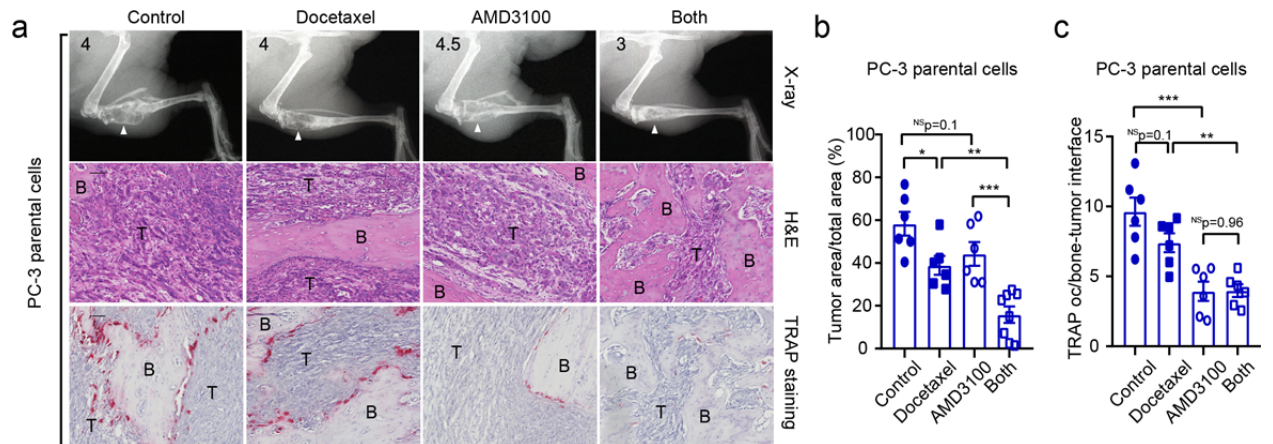 a
Control Docetaxel AMD3100 Both
PC-3 parental cells
4 4 4.5 3
X-ray
B T T B T B T B B B T B B
H&E
B T T B T B T B B T B
TRAP staining
b
PC-3 parental cells
Tumor area/total area (%)
100
80
60
40
20
0
NSp=0.1
* **
***
Control Docetaxel AMD3100 Both
c
PC-3 parental cells
TRAP oc/bone-tumor interface
15
10
5
0
***
NSp=0.1 **
NSp=0.96
Control Docetaxel AMD3100 Both